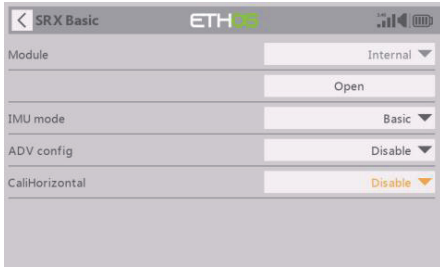 SRX Basic
ETHOS
Module Internal
Open
IMU mode Basic
ADV config Disable
CaliHorizontal Disable